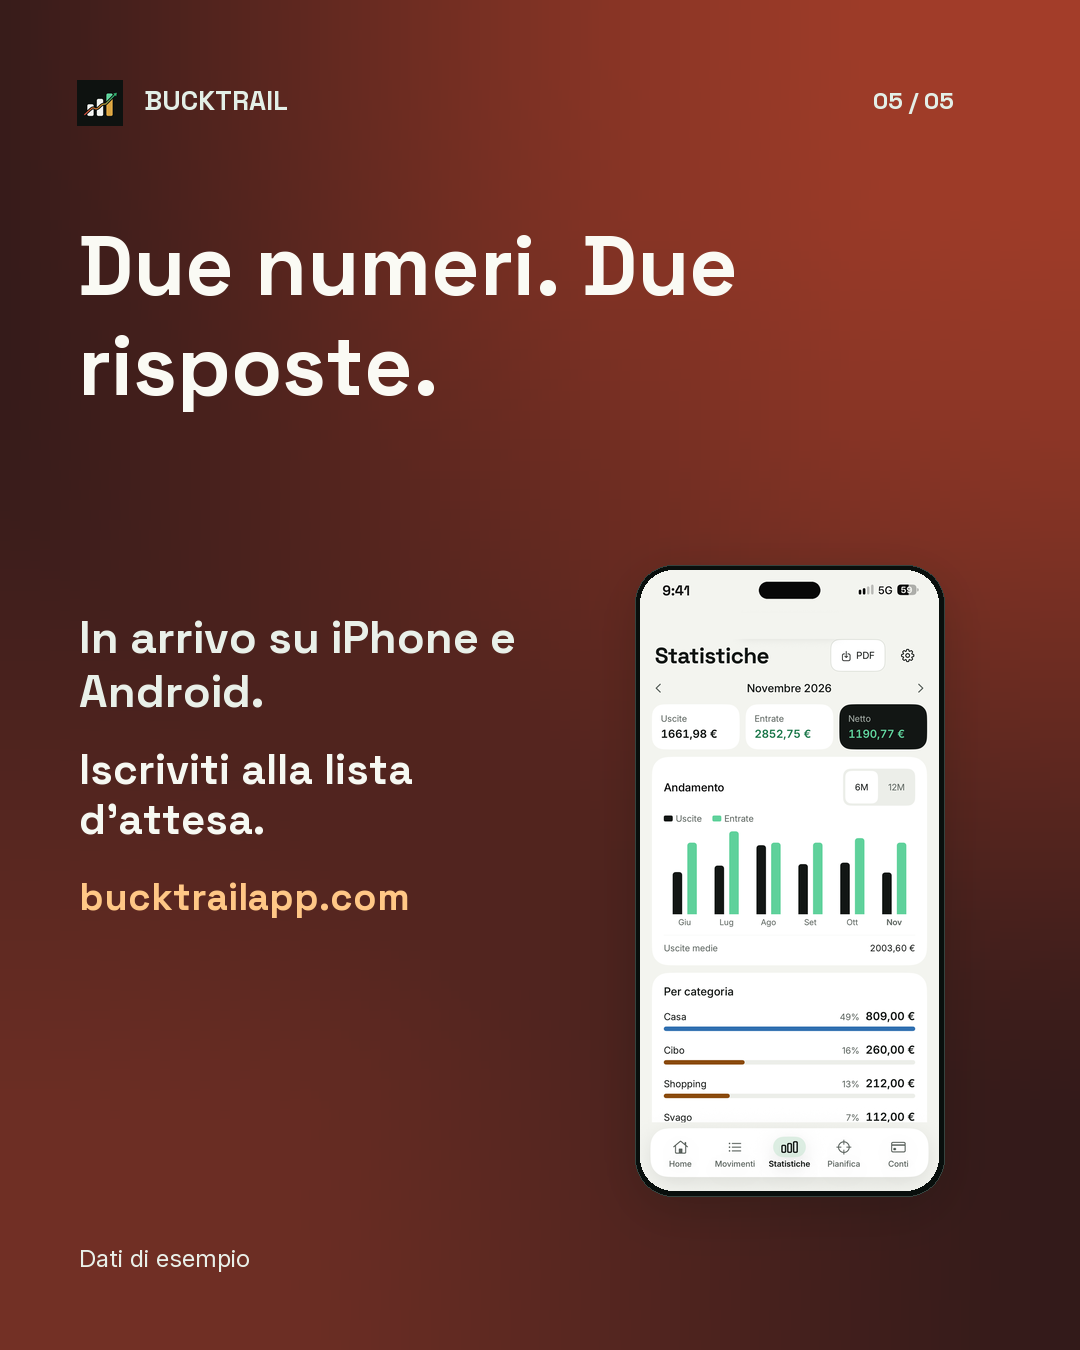 BUCKTRAIL
05 / 05
Due numeri. Due
risposte.
In arrivo su iPhone e
Android.
Iscriviti alla lista
d’attesa.
bucktrailapp.com
9:41
5G 59
Statistiche
PDF
Novembre 2026
Uscite
1661,98 €
Entrate
2852,75 €
Netto
1190,77 €
Andamento
6M 12M
Uscite Entrate
Giu Lug Ago Set Ott Nov
Uscite medie 2003,60 €
Per categoria
Casa 49% 809,00 €
Cibo 16% 260,00 €
Shopping 13% 212,00 €
Svago 7% 112,00 €
Home Movimenti Statistiche Pianifica Conti
Dati di esempio